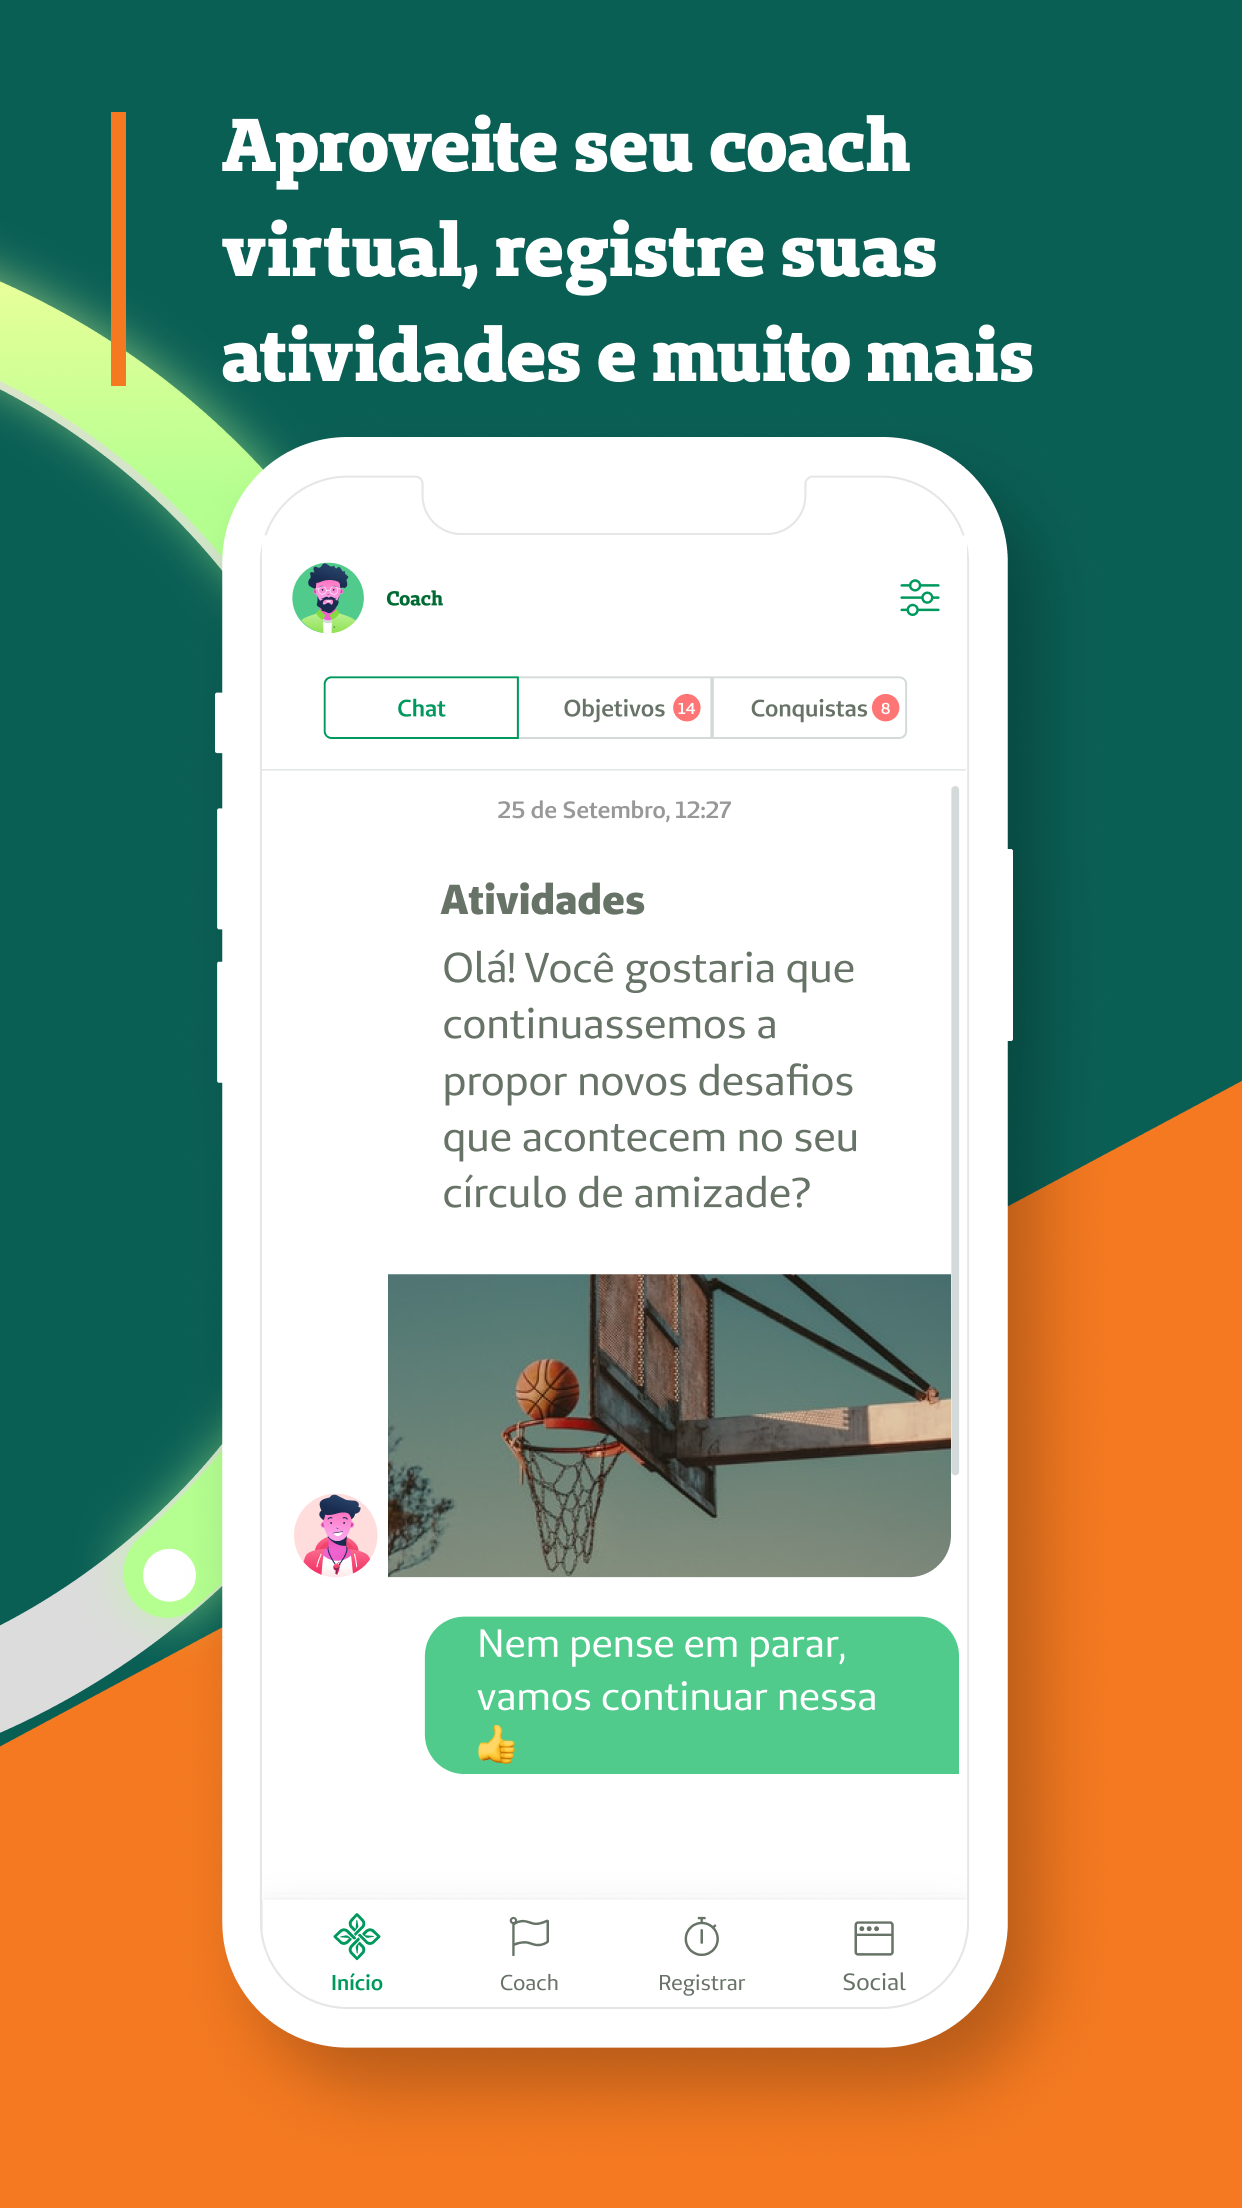 Aproveite seu coach
virtual, registre suas
atividades e muito mais
Coach
Chat
Objetivos 14
Conquistas 8
25 de Setembro, 12:27
Atividades
Olá! Você gostaria que
continuassemos a
propor novos desafios
que acontecem no seu
círculo de amizade?
Nem pense em parar,
vamos continuar nessa
👍
Início
Coach
Registrar
Social